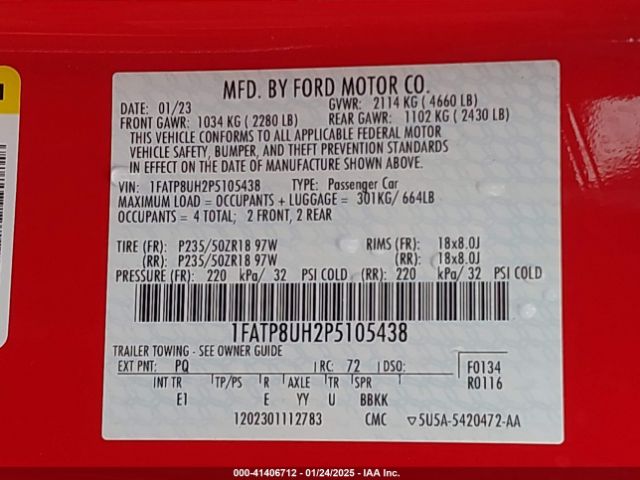 MFD. BY FORD MOTOR CO.
DATE: 01/23 GVWR: 2114 KG ( 4660 LB)
FRONT GAWR: 1034 KG ( 2280 LB) REAR GAWR: 1102 KG ( 2430 LB)
THIS VEHICLE CONFORMS TO ALL APPLICABLE FEDERAL MOTOR
VEHICLE SAFETY, BUMPER, AND THEFT PREVENTION STANDARDS
IN EFFECT ON THE DATE OF MANUFACTURE SHOWN ABOVE.
VIN: 1FATP8UH2P5105438 TYPE: Passenger Car
MAXIMUM LOAD = OCCUPANTS + LUGGAGE = 301KG/ 664LB
OCCUPANTS = 4 TOTAL; 2 FRONT, 2 REAR
TIRE (FR): P235/50ZR18 97W RIMS (FR): 18x8.0J
(RR): P235/50ZR18 97W (RR): 18x8.0J
PRESSURE (FR): 220 kPa/ 32 PSI COLD (RR): 220 kPa/ 32 PSI COLD
1FATP8UH2P5105438
TRAILER TOWING - SEE OWNER GUIDE
EXT PNT: PQ RC: 72 DSO: F0134
INT TR TP/PS R AXLE TR SPR R0116
E1 E YY U BBKK
1202301112783 CMC ▽5U5A-5420472-AA
000-41406712 - 01/24/2025 - IAA Inc.